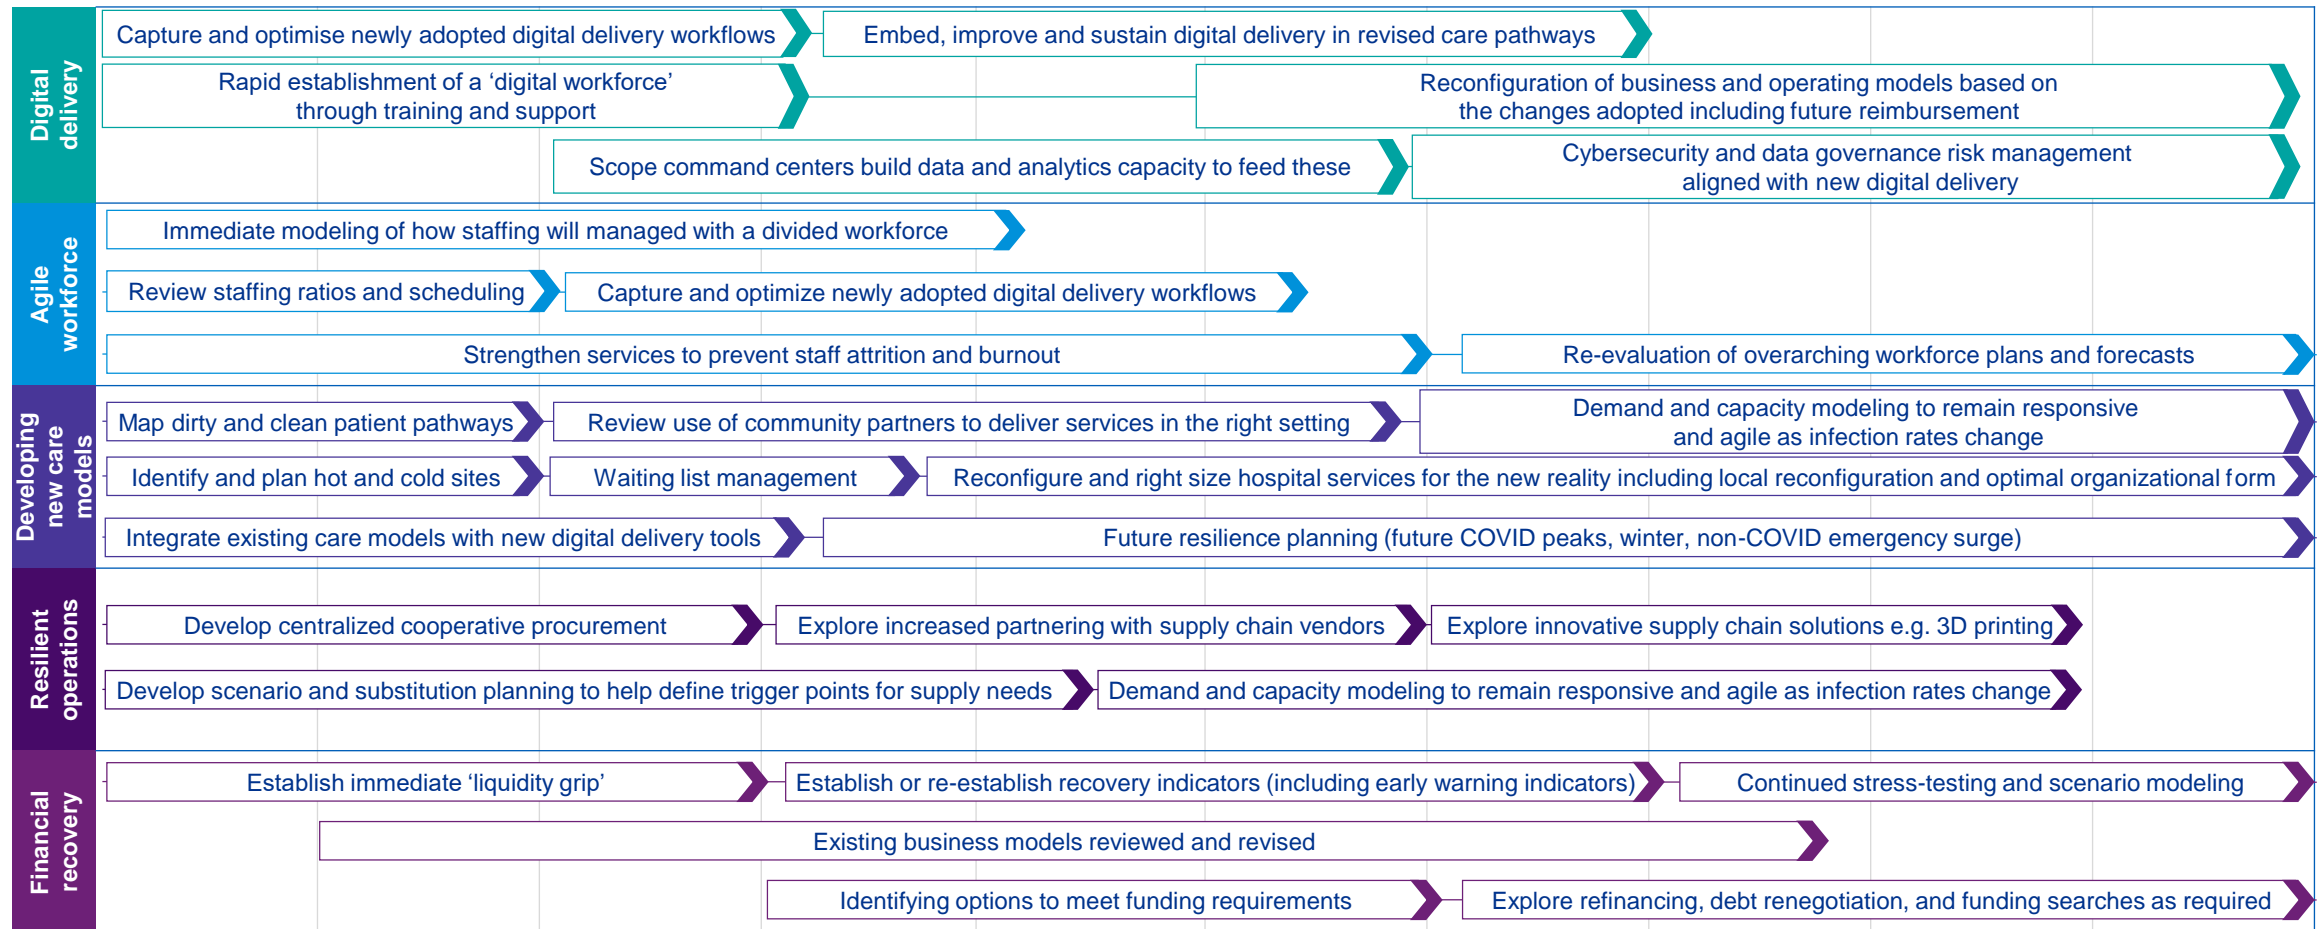 Digital
delivery
Capture and optimise newly adopted digital delivery workflows
Embed, improve and sustain digital delivery in revised care pathways
Rapid establishment of a ‘digital workforce’
through training and support
Reconfiguration of business and operating models based on
the changes adopted including future reimbursement
Scope command centers build data and analytics capacity to feed these
Cybersecurity and data governance risk management
aligned with new digital delivery
Agile
workforce
Immediate modeling of how staffing will managed with a divided workforce
Review staffing ratios and scheduling
Capture and optimize newly adopted digital delivery workflows
Strengthen services to prevent staff attrition and burnout
Re-evaluation of overarching workforce plans and forecasts
Developing
new care
models
Map dirty and clean patient pathways
Review use of community partners to deliver services in the right setting
Demand and capacity modeling to remain responsive
and agile as infection rates change
Identify and plan hot and cold sites
Waiting list management
Reconfigure and right size hospital services for the new reality including local reconfiguration and optimal organizational form
Integrate existing care models with new digital delivery tools
Future resilience planning (future COVID peaks, winter, non-COVID emergency surge)
Resilient
operations
Develop centralized cooperative procurement
Explore increased partnering with supply chain vendors
Explore innovative supply chain solutions e.g. 3D printing
Develop scenario and substitution planning to help define trigger points for supply needs
Demand and capacity modeling to remain responsive and agile as infection rates change
Financial
recovery
Establish immediate ‘liquidity grip’
Establish or re-establish recovery indicators (including early warning indicators)
Continued stress-testing and scenario modeling
Existing business models reviewed and revised
Identifying options to meet funding requirements
Explore refinancing, debt renegotiation, and funding searches as required